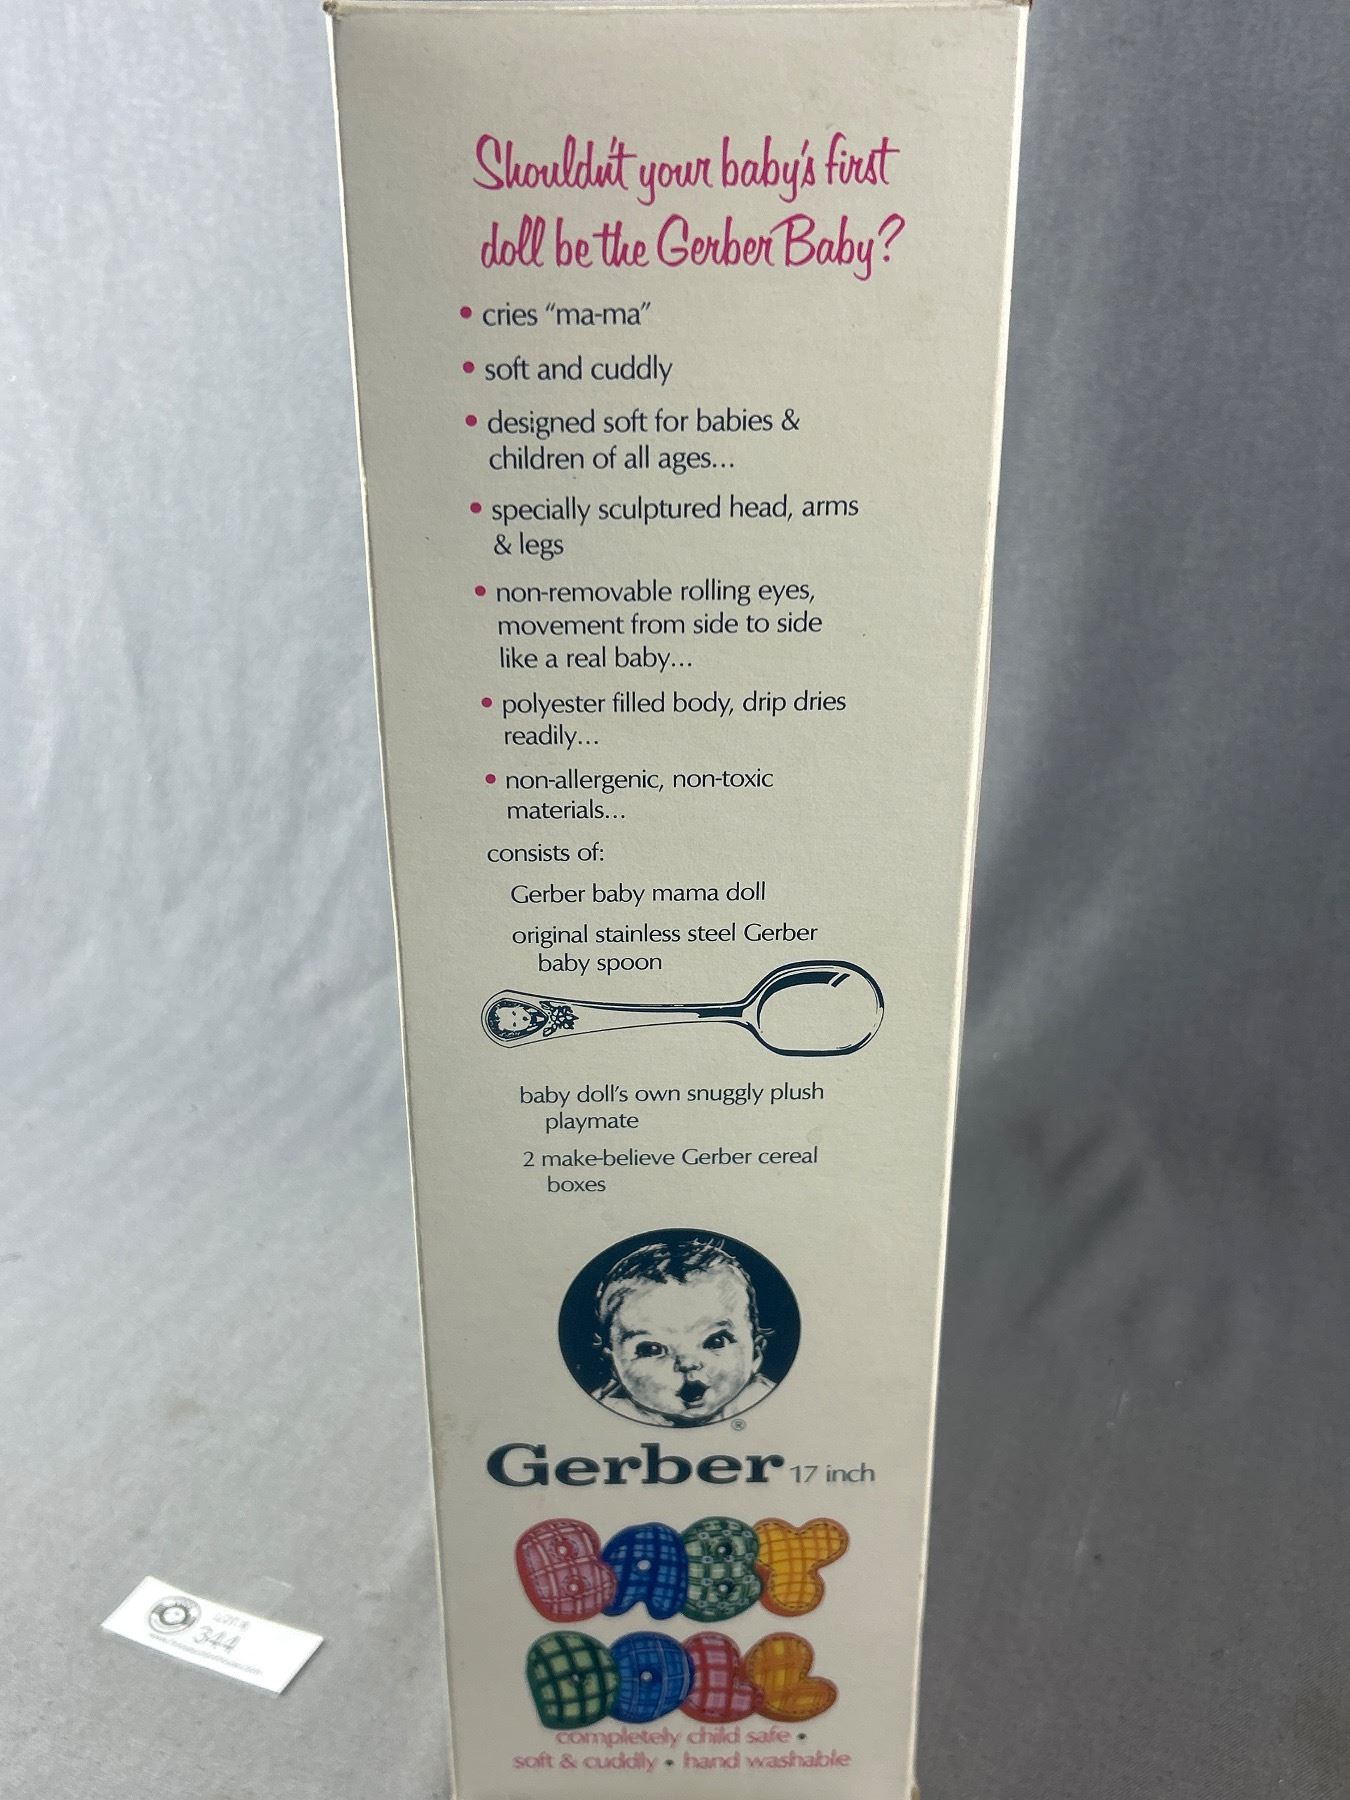 Shouldn't your baby's first
doll be the Gerber Baby?
• cries “ma-ma”
• soft and cuddly
• designed soft for babies &
children of all ages...
• specially sculptured head, arms
& legs
• non-removable rolling eyes,
movement from side to side
like a real baby...
• polyester filled body, drip dries
readily...
• non-allergenic, non-toxic
materials...
consists of:
Gerber baby mama doll
original stainless steel Gerber
baby spoon
baby doll's own snuggly plush
playmate
2 make-believe Gerber cereal
boxes
®
Gerber 17 inch
BABY
DOLL
completely child safe •
soft & cuddly • hand washable
344